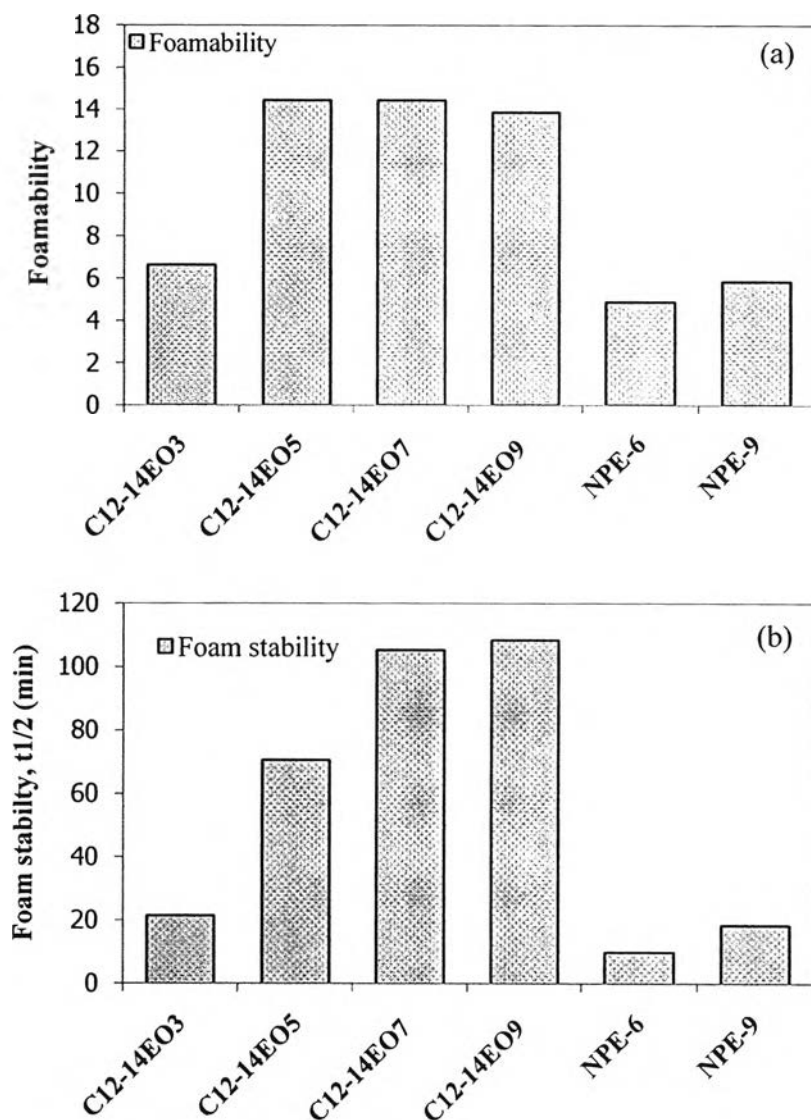 (a)
Foamability
Foamability
18
16
14
12
10
8
6
4
2
0
C12-14EO3
C12-14EO5
C12-14EO7
C12-14EO9
NPE-6
NPE-9
(b)
Foam stability
Foam stabilty, t1/2 (min)
120
100
80
60
40
20
0
C12-14EO3
C12-14EO5
C12-14EO7
C12-14EO9
NPE-6
NPE-9